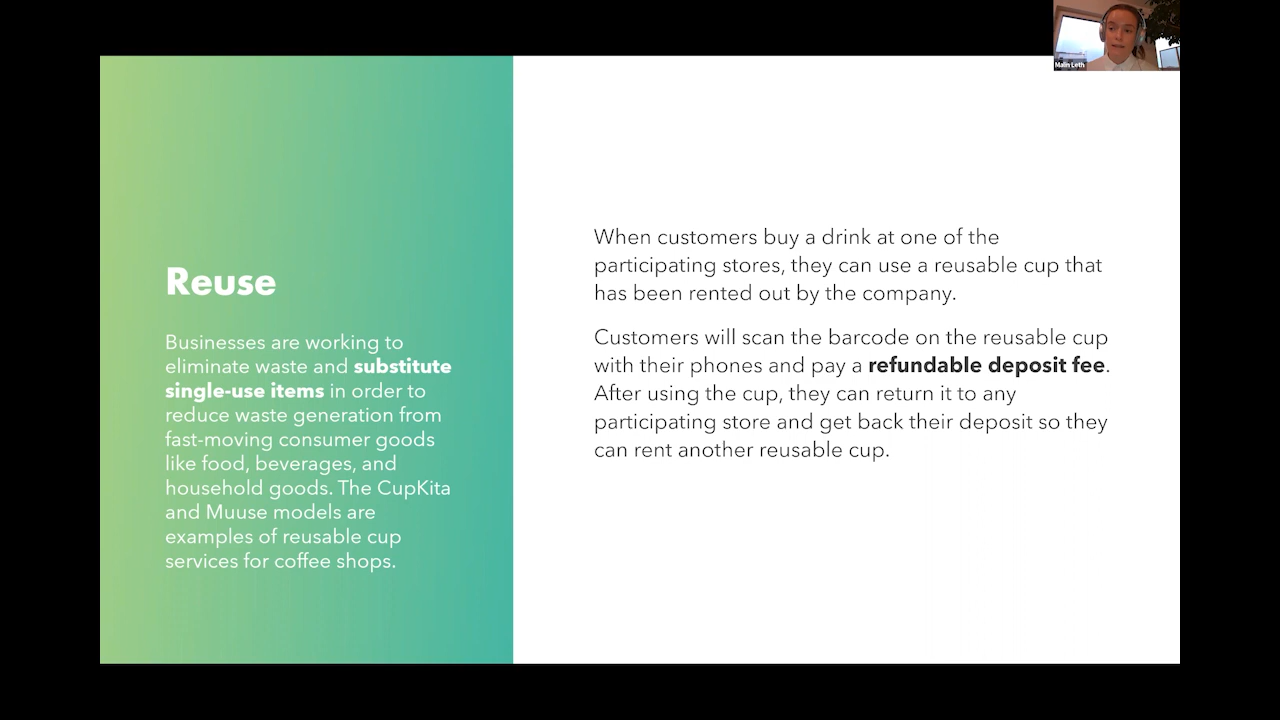 Malin Leth
Reuse
Businesses are working to
eliminate waste and substitute
single-use items in order to
reduce waste generation from
fast-moving consumer goods
like food, beverages, and
household goods. The CupKita
and Muuse models are
examples of reusable cup
services for coffee shops.
When customers buy a drink at one of the
participating stores, they can use a reusable cup that
has been rented out by the company.
Customers will scan the barcode on the reusable cup
with their phones and pay a refundable deposit fee.
After using the cup, they can return it to any
participating store and get back their deposit so they
can rent another reusable cup.